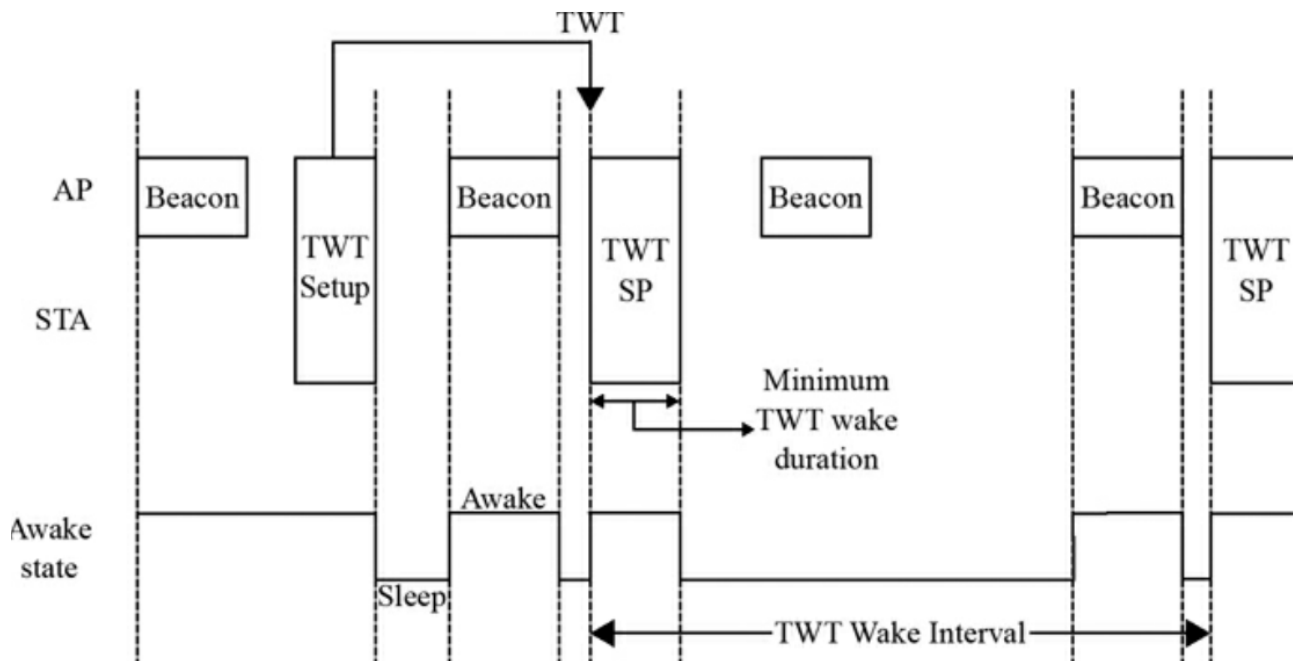 TWT
AP
Beacon
TWT
Setup
Beacon
TWT
SP
Beacon
Beacon
TWT
SP
STA
Minimum
TWT wake
duration
Awake
state
Awake
Sleep
TWT Wake Interval